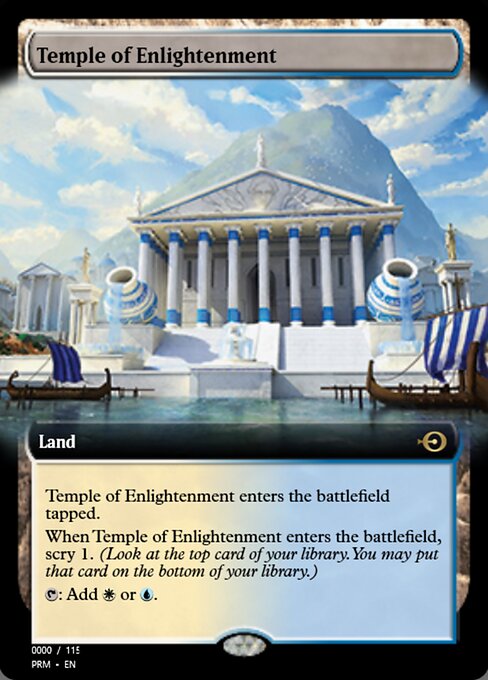 Temple of Enlightenment
Land
Temple of Enlightenment enters the battlefield
tapped.
When Temple of Enlightenment enters the battlefield,
scry 1. (Look at the top card of your library. You may put
that card on the bottom of your library.)
: Add or .
0000 / 115
PRM • EN